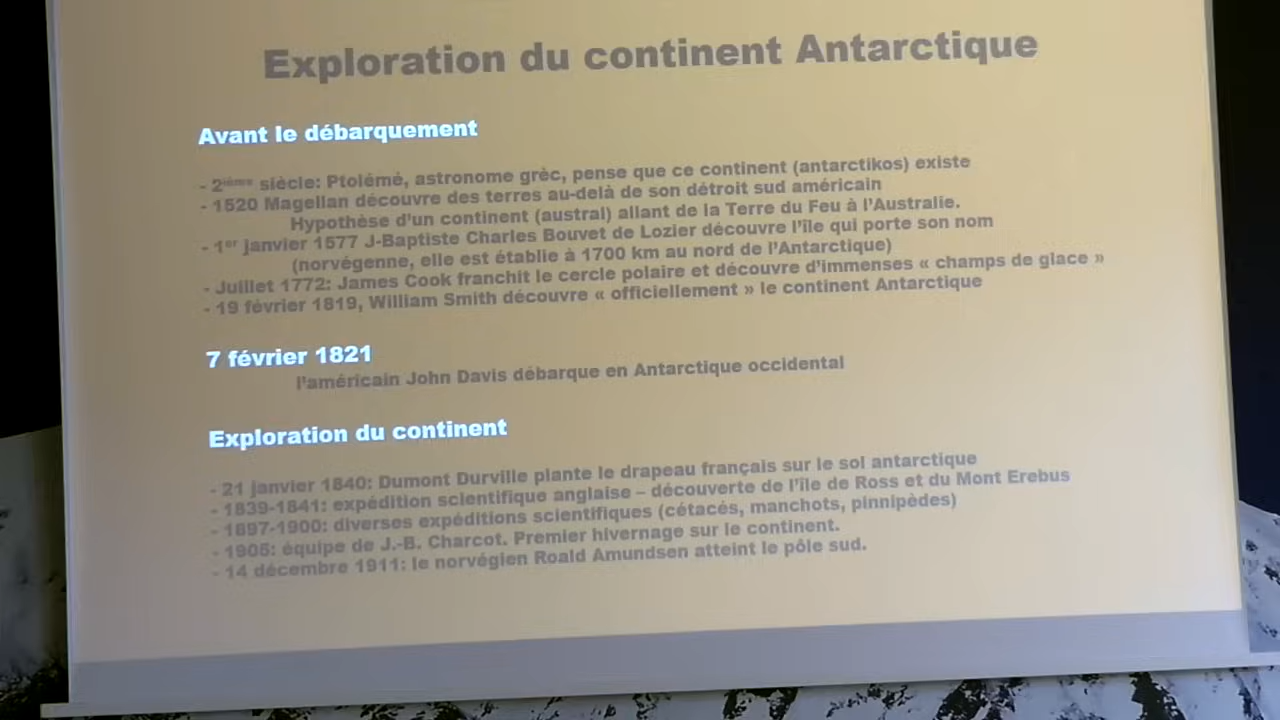 Exploration du continent Antarctique
Avant le débarquement
- 2ième siècle: Ptolémé, astronome grèc, pense que ce continent (antarctikos) existe
- 1520 Magellan découvre des terres au-delà de son détroit sud américain
Hypothèse d'un continent (austral) allant de la Terre du Feu à l'Australie.
- 1er janvier 1577 J-Baptiste Charles Bouvet de Lozier découvre l'île qui porte son nom
(norvégenne, elle est établie à 1700 km au nord de l'Antarctique)
- Juillet 1772: James Cook franchit le cercle polaire et découvre d'immenses « champs de glace »
- 19 février 1819, William Smith découvre « officiellement » le continent Antarctique
7 février 1821
l'américain John Davis débarque en Antarctique occidental
Exploration du continent
- 21 janvier 1840: Dumont Durville plante le drapeau français sur le sol antarctique
- 1839-1841: expédition scientifique anglaise – découverte de l'île de Ross et du Mont Erebus
- 1897-1900: diverses expéditions scientifiques (cétacés, manchots, pinnipèdes)
- 1905: équipe de J.-B. Charcot. Premier hivernage sur le continent.
- 14 décembre 1911: le norvégien Roald Amundsen atteint le pôle sud.